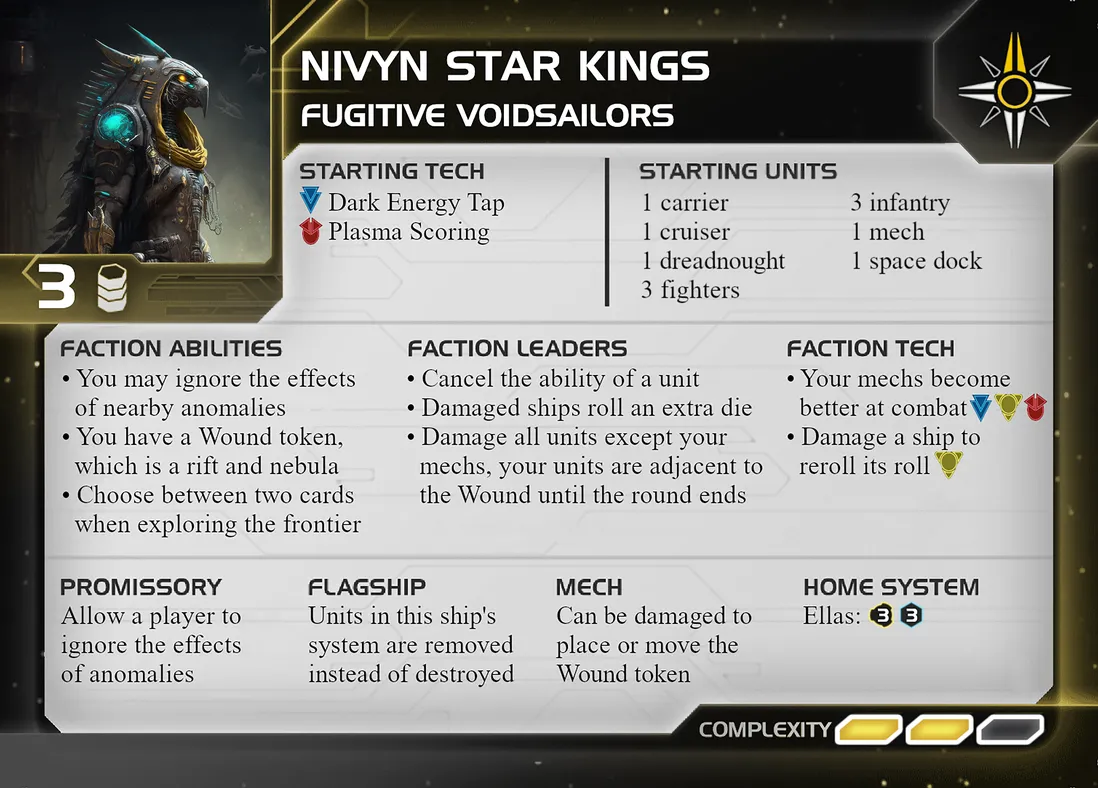 NIVYN STAR KINGS
FUGITIVE VOIDSAILORS
3
STARTING TECH
Dark Energy Tap
Plasma Scoring
STARTING UNITS
1 carrier
1 cruiser
1 dreadnought
3 fighters
3 infantry
1 mech
1 space dock
FACTION ABILITIES
• You may ignore the effects
of nearby anomalies
• You have a Wound token,
which is a rift and nebula
• Choose between two cards
when exploring the frontier
FACTION LEADERS
• Cancel the ability of a unit
• Damaged ships roll an extra die
• Damage all units except your
mechs, your units are adjacent to
the Wound until the round ends
FACTION TECH
• Your mechs become
better at combat
• Damage a ship to
reroll its roll
PROMISSORY
Allow a player to
ignore the effects
of anomalies
FLAGSHIP
Units in this ship's
system are removed
instead of destroyed
MECH
Can be damaged to
place or move the
Wound token
HOME SYSTEM
Ellas: 3 3
COMPLEXITY